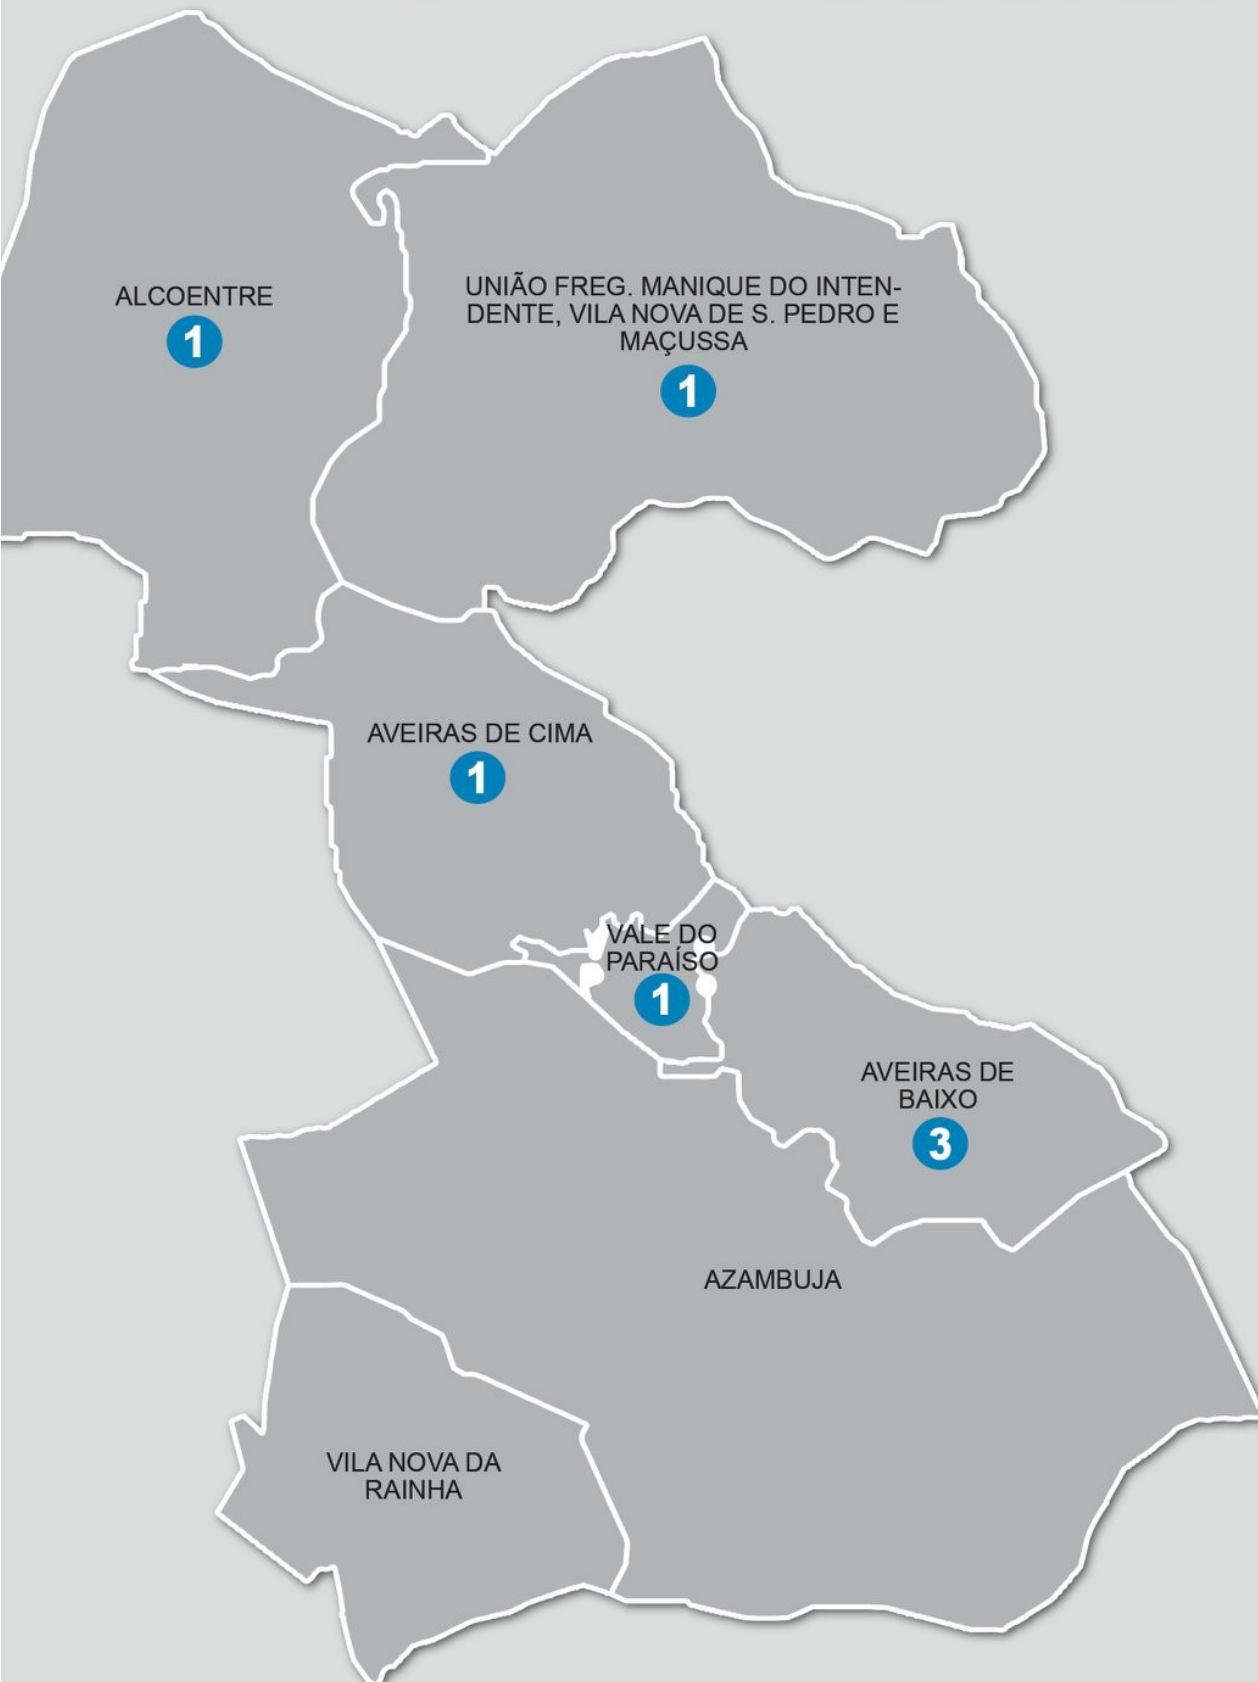 ALCOENTRE
1
UNIÃO FREG. MANIQUE DO INTEN-
DENTE, VILA NOVA DE S. PEDRO E
MAÇUSSA
1
AVEIRAS DE CIMA
1
VALE DO
PARAÍSO
1
AVEIRAS DE
BAIXO
3
AZAMBUJA
VILA NOVA DA
RAINHA